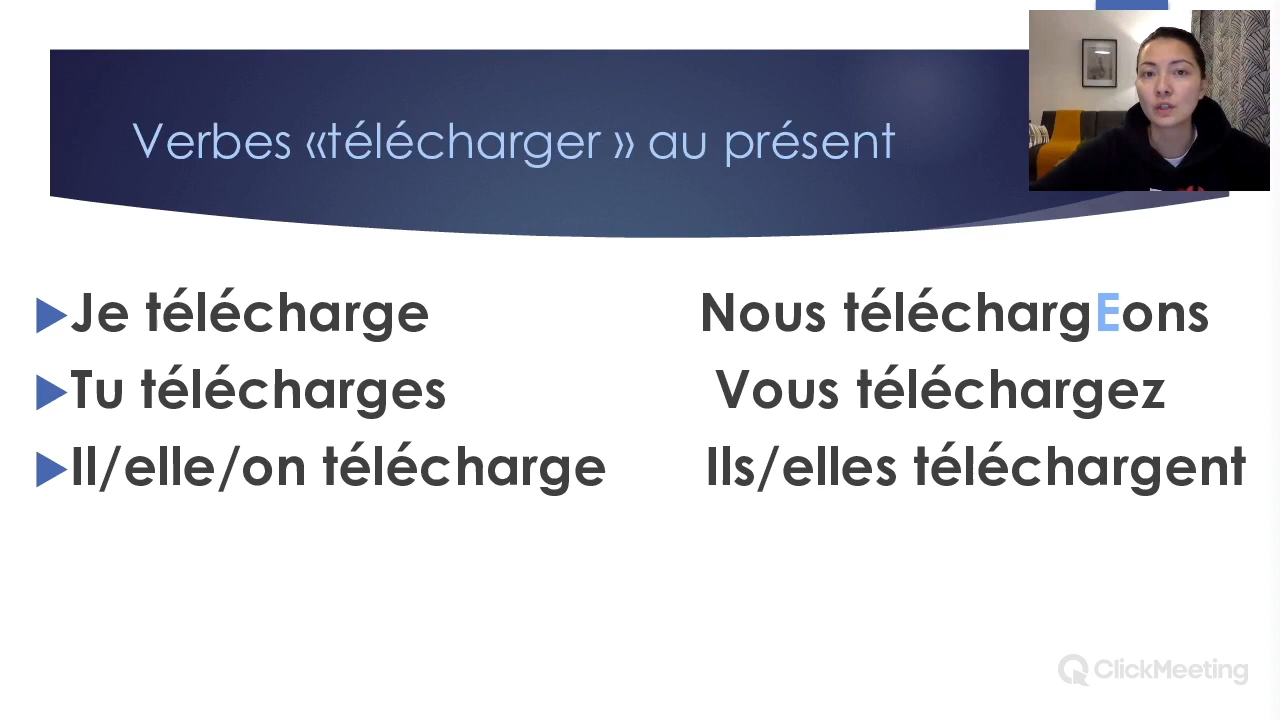 Verbes «télécharger » au présent
Je télécharge Nous téléchargEons
Tu télécharges Vous téléchargez
Il/elle/on télécharge Ils/elles téléchargent
ClickMeeting